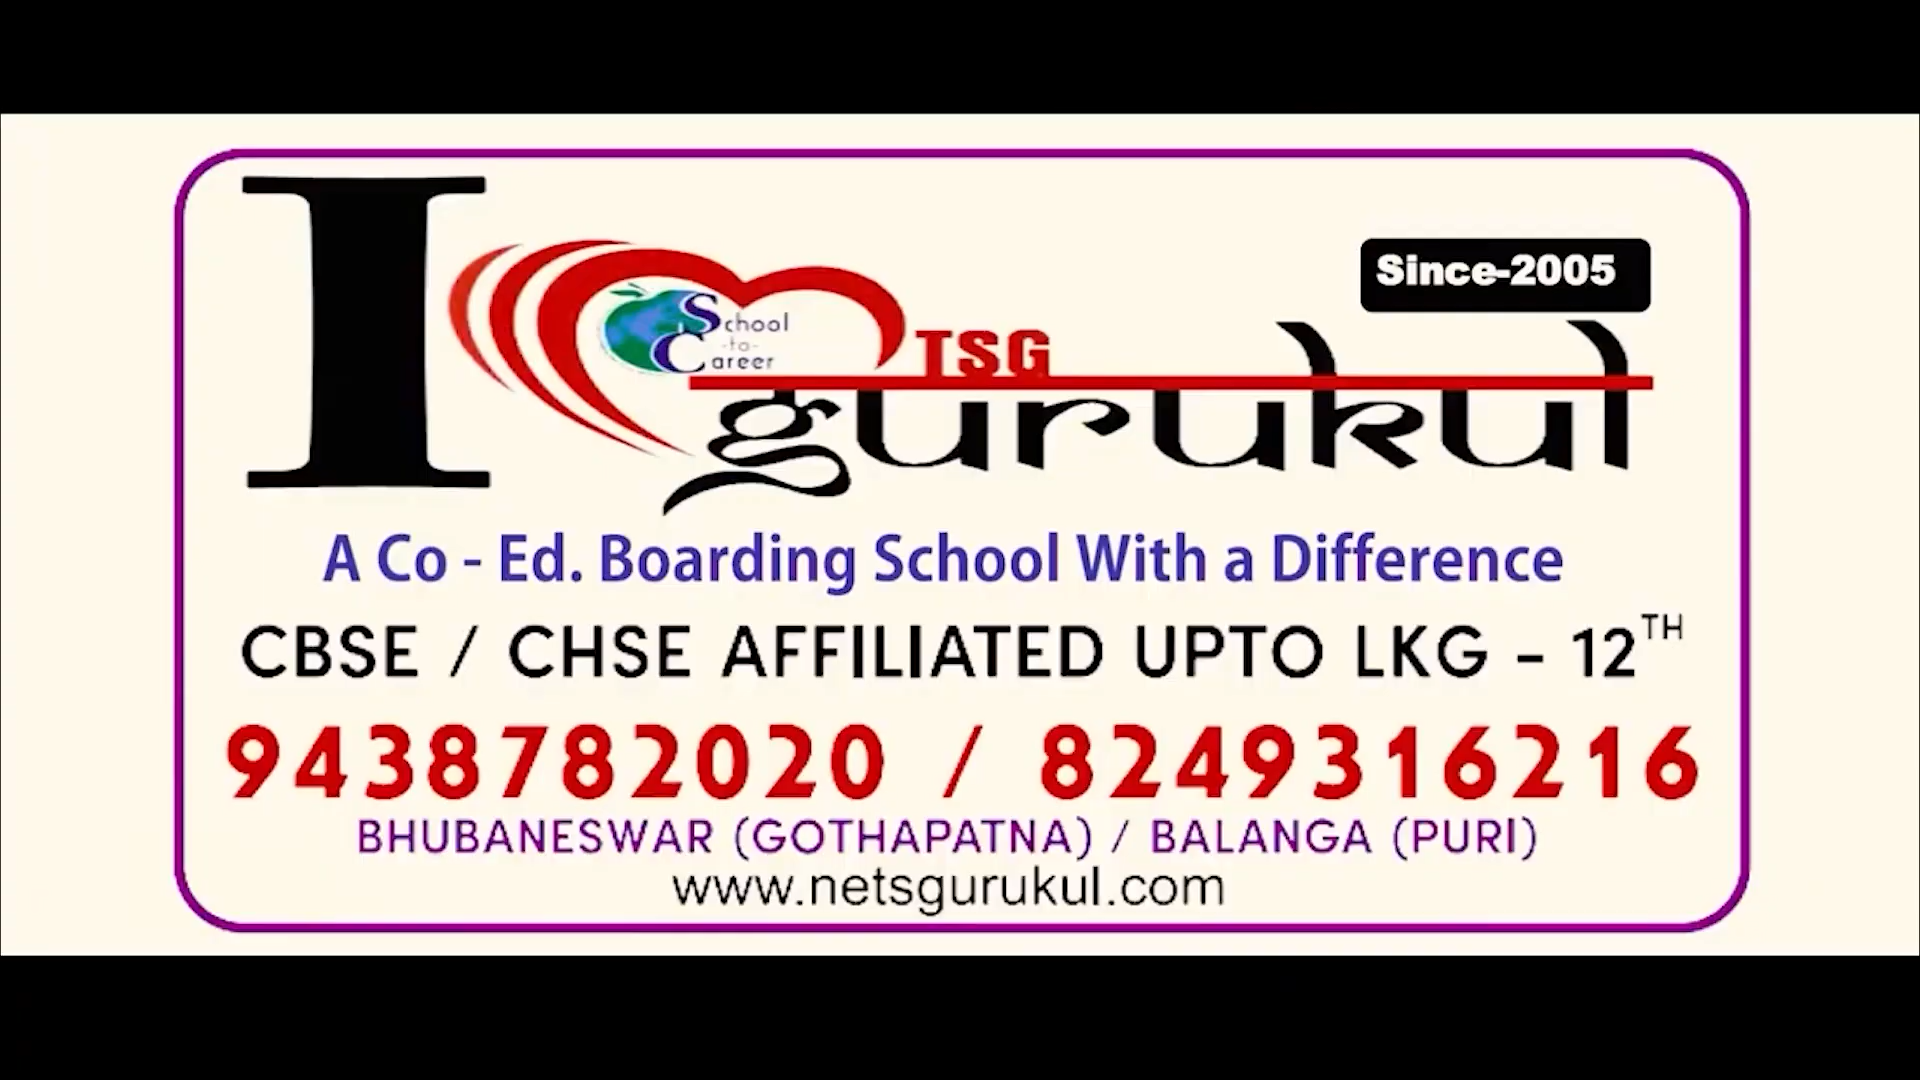 I
Since-2005
School
-to-
Career
TSG
gurukul
A Co - Ed. Boarding School With a Difference
CBSE / CHSE AFFILIATED UPTO LKG - 12TH
9438782020 / 8249316216
BHUBANESWAR (GOTHAPATNA) / BALANGA (PURI)
www.netsgurukul.com